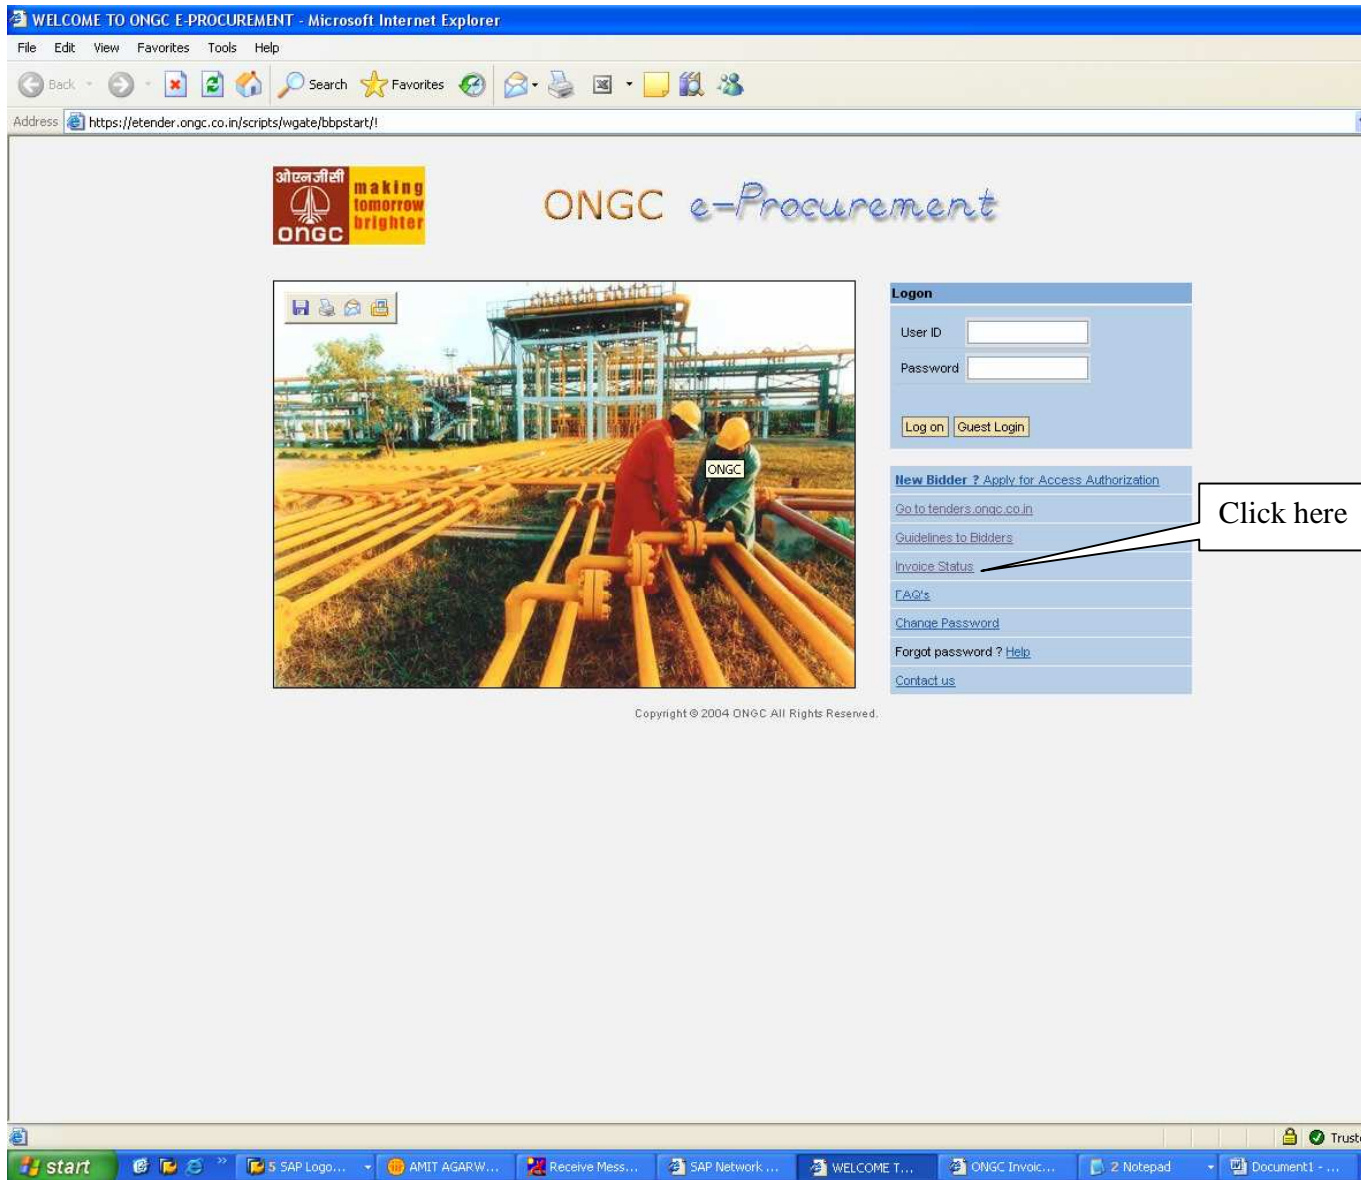 WELCOME TO ONGC E-PROCUREMENT - Microsoft Internet Explorer
File Edit View Favorites Tools Help
Back Search Favorites
Address https://etender.ongc.co.in/scripts/wgate/bbpstart/!
ओएनजीसी
ongc
making
tomorrow
brighter
ONGC e-Procurement
ONGC
Logon
User ID
Password
Log on Guest Login
New Bidder ? Apply for Access Authorization
Go to tenders.ongc.co.in
Guidelines to Bidders
Invoice Status
FAQ's
Change Password
Forgot password ? Help
Contact us
Click here
Copyright © 2004 ONGC All Rights Reserved.
Trust
start » 5 SAP Logo... AMIT AGARW... Receive Mess... SAP Network ... WELCOME T... ONGC Invoic... 2 Notepad Document1 - ...